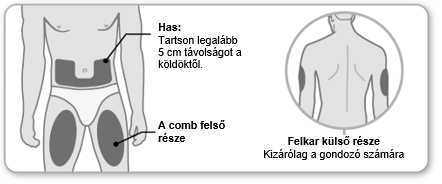 Has:
Tartson legalább
5 cm távolságot a
köldöktől.
A comb felső
része
Felkar külső része
Kizárólag a gondozó számára